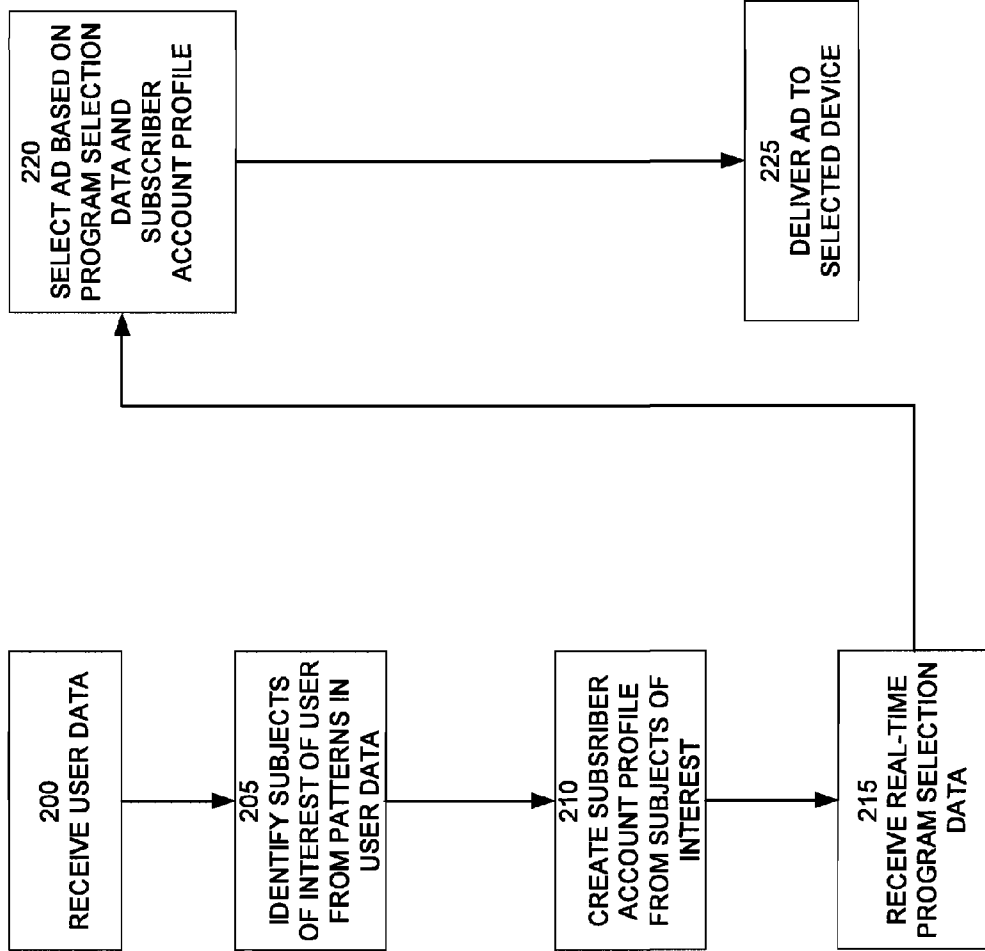 200
RECEIVE USER DATA
205
IDENTIFY SUBJECTS
OF INTEREST OF USER
FROM PATTERNS IN
USER DATA
210
CREATE SUBSRIBER
ACCOUNT PROFILE
FROM SUBJECTS OF
INTEREST
215
RECEIVE REAL-TIME
PROGRAM SELECTION
DATA
220
SELECT AD BASED ON
PROGRAM SELECTION
DATA AND
SUBSCRIBER
ACCOUNT PROFILE
225
DELIVER AD TO
SELECTED DEVICE